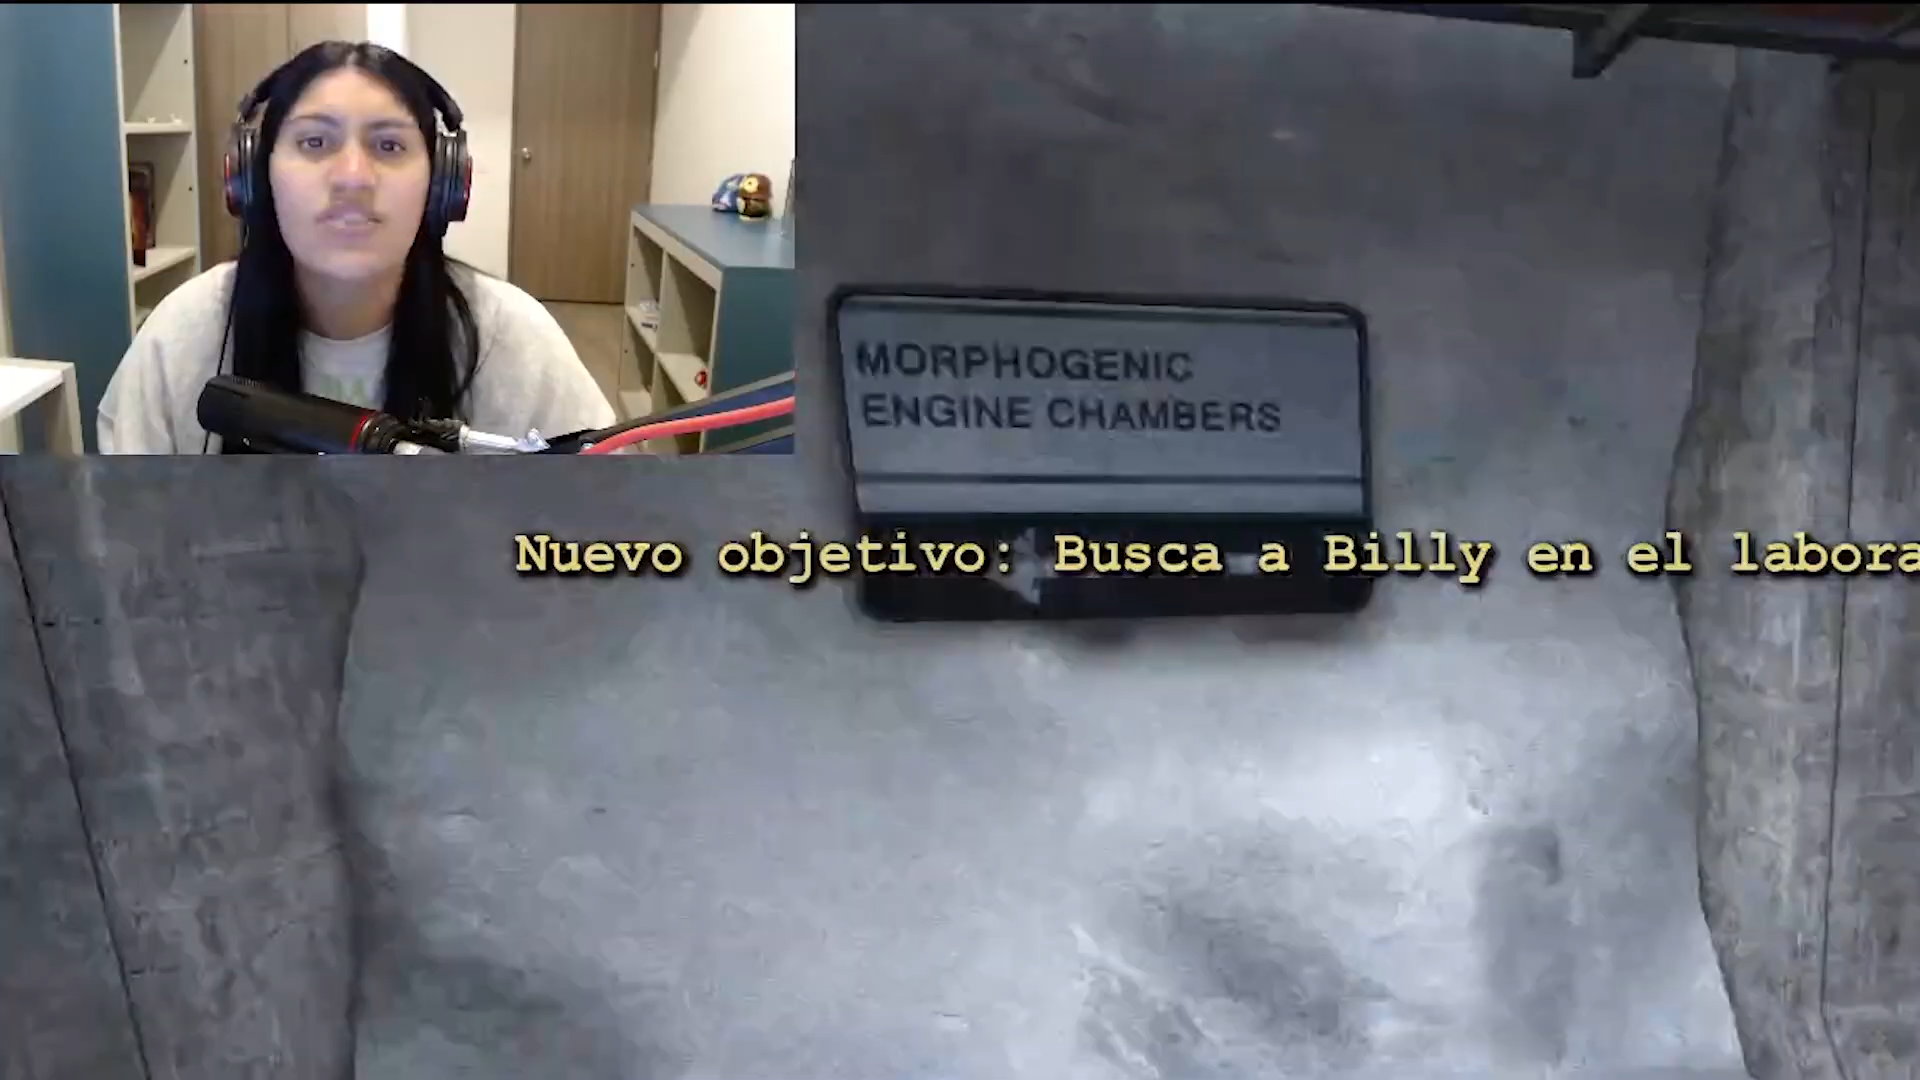 MORPHOGENIC
ENGINE CHAMBERS
Nuevo objetivo: Busca a Billy en el labora